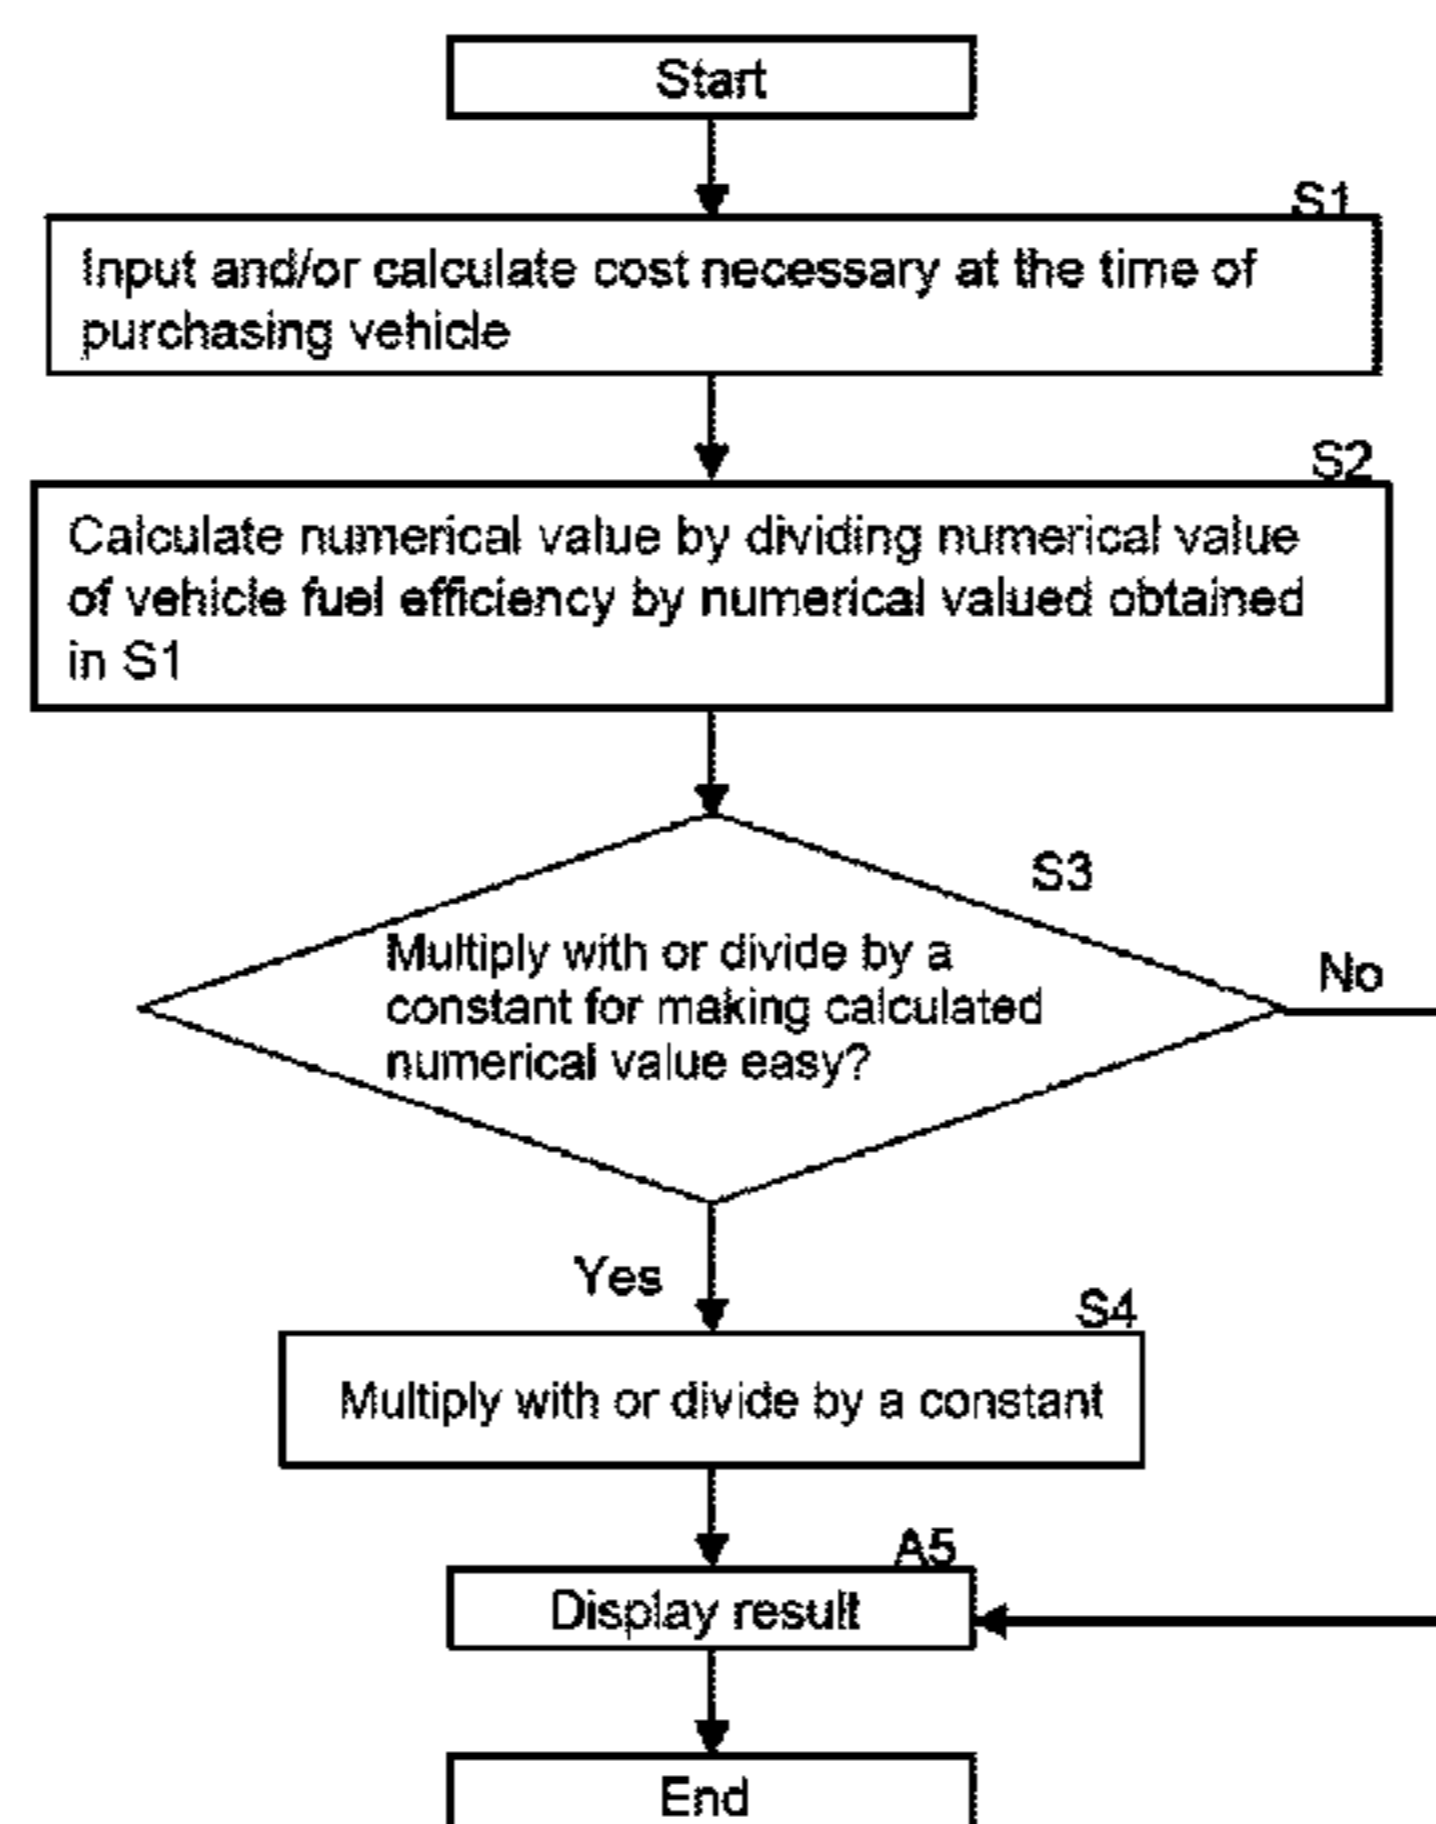 Start
S1
Input and/or calculate cost necessary at the time of
purchasing vehicle
S2
Calculate numerical value by dividing numerical value
of vehicle fuel efficiency by numerical valued obtained
in S1
S3
Multiply with or divide by a
constant for making calculated
numerical value easy?
No
Yes
S4
Multiply with or divide by a constant
A5
Display result
End